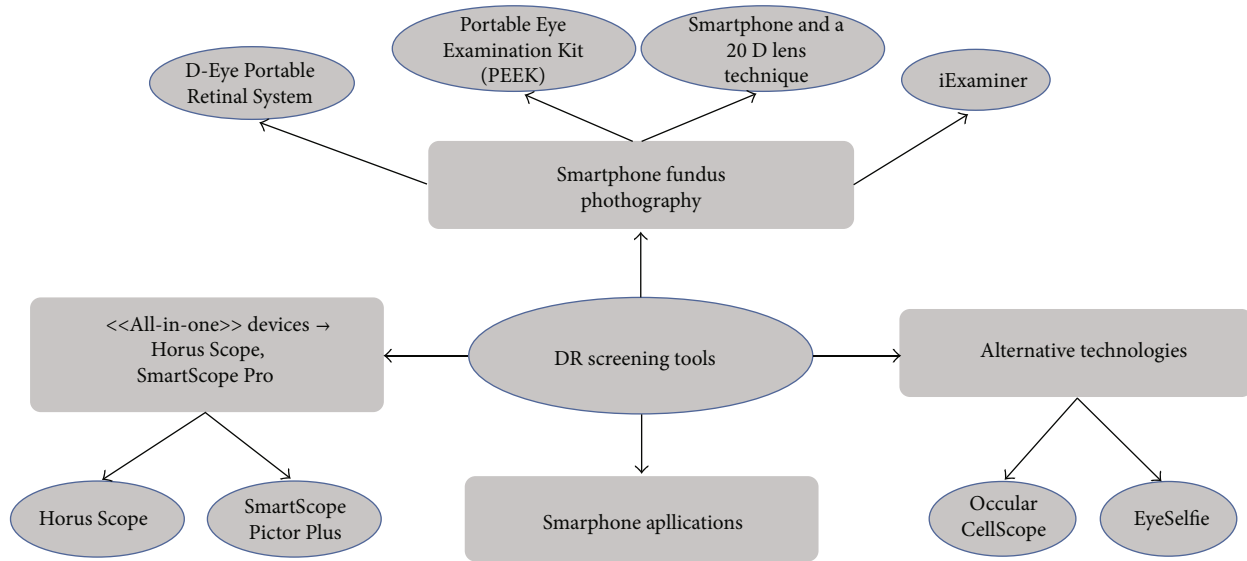 Portable Eye
Examination Kit
(PEEK)
Smartphone and a
20 D lens
technique
D-Eye Portable
Retinal System
iExaminer
Smartphone fundus
phothography
<<All-in-one>> devices →
Horus Scope,
SmartScope Pro
DR screening tools
Alternative technologies
Horus Scope
SmartScope
Pictor Plus
Smarphone apllications
Occular
CellScope
EyeSelfie